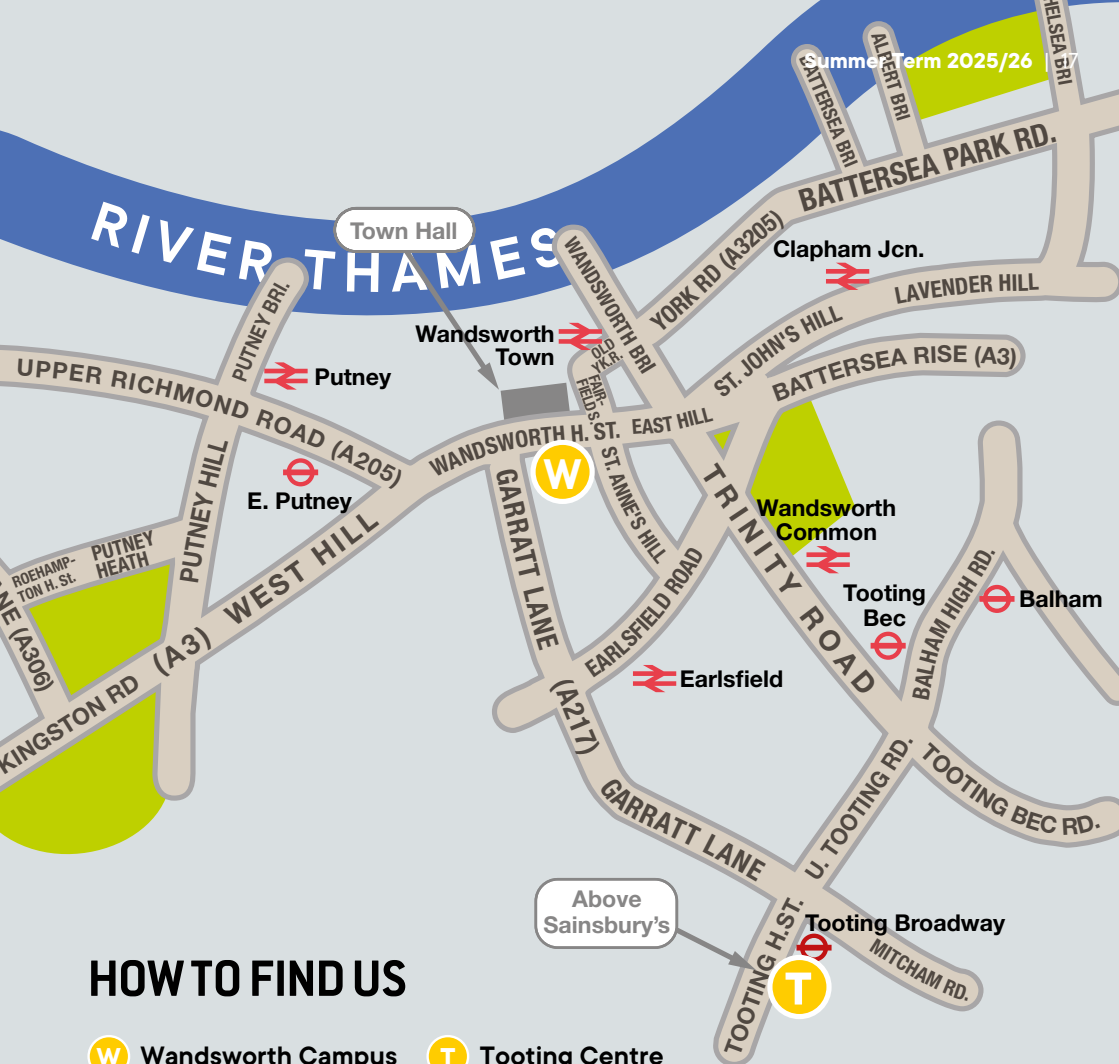 HELSEA BRI
ALBERT BRI
BATTERSEA BRI
Summer Term 2025/26 | 17
BATTERSEA PARK RD.
RIVER THAMES
Town Hall
WANDSWORTH BRI
YORK RD (A3205)
Clapham Jcn.
LAVENDER HILL
PUTNEY BRI.
Wandsworth
Town
OLD
YK.R.
ST. JOHN'S HILL
BATTERSEA RISE (A3)
UPPER RICHMOND ROAD (A205)
Putney
FAIR-
FIELD S.
WANDSWORTH H. ST.
EAST HILL
W
E. Putney
PUTNEY HILL
GARRATT LANE
ST. ANNE'S HILL
TRINITY ROAD
Wandsworth
Common
PUTNEY
HEATH
ROEHAMP-
TON H. St.
WEST HILL
NE (A306)
(A3)
KINGSTON RD
EARLSFIELD ROAD
Tooting
Bec
BALHAM HIGH RD.
Balham
Earlsfield
(A217)
GARRATT LANE
U. TOOTING RD.
TOOTING BEC RD.
Above
Sainsbury's
TOOTING H.ST.
Tooting Broadway
MITCHAM RD.
T
HOW TO FIND US
W Wandsworth Campus
T Tooting Centre